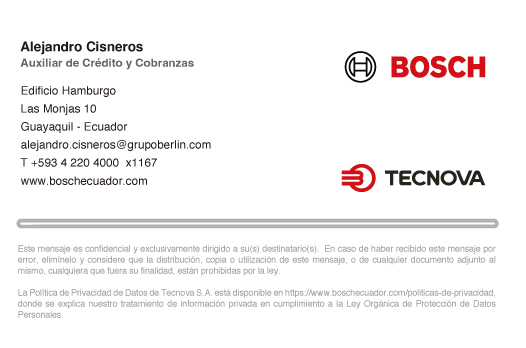 Alejandro Cisneros
Auxiliar de Crédito y Cobranzas
Edificio Hamburgo
Las Monjas 10
Guayaquil - Ecuador
alejandro.cisneros@grupoberlin.com
T +593 4 220 4000 x1167
www.boschecuador.com
BOSCH
TECNOVA
Este mensaje es confidencial y exclusivamente dirigido a su(s) destinatario(s). En caso de haber recibido este mensaje por
error, elimínelo y considere que la distribución, copia o utilización de este mensaje, o de cualquier documento adjunto al
mismo, cualquiera que fuera su finalidad, están prohibidas por la ley.
La Política de Privacidad de Datos de Tecnova S.A. está disponible en https://www.boschecuador.com/politicas-de-privacidad,
donde se explica nuestro tratamiento de información privada en cumplimiento a la Ley Orgánica de Protección de Datos
Personales.